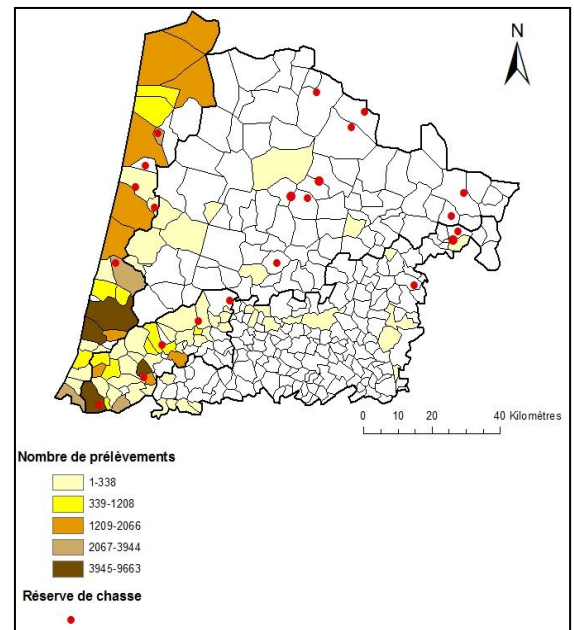 N
0 10 20 40 Kilomètres
Nombre de prélèvements
1-338
339-1208
1209-2066
2067-3944
3945-9663
Réserve de chasse